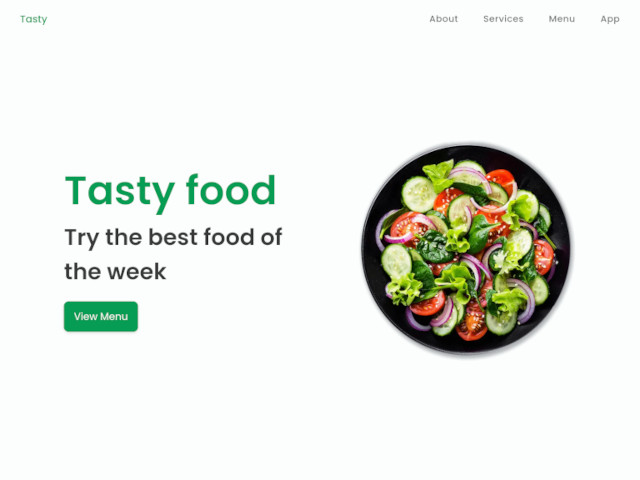 Tasty
About Services Menu App
Tasty food
Try the best food of
the week
View Menu